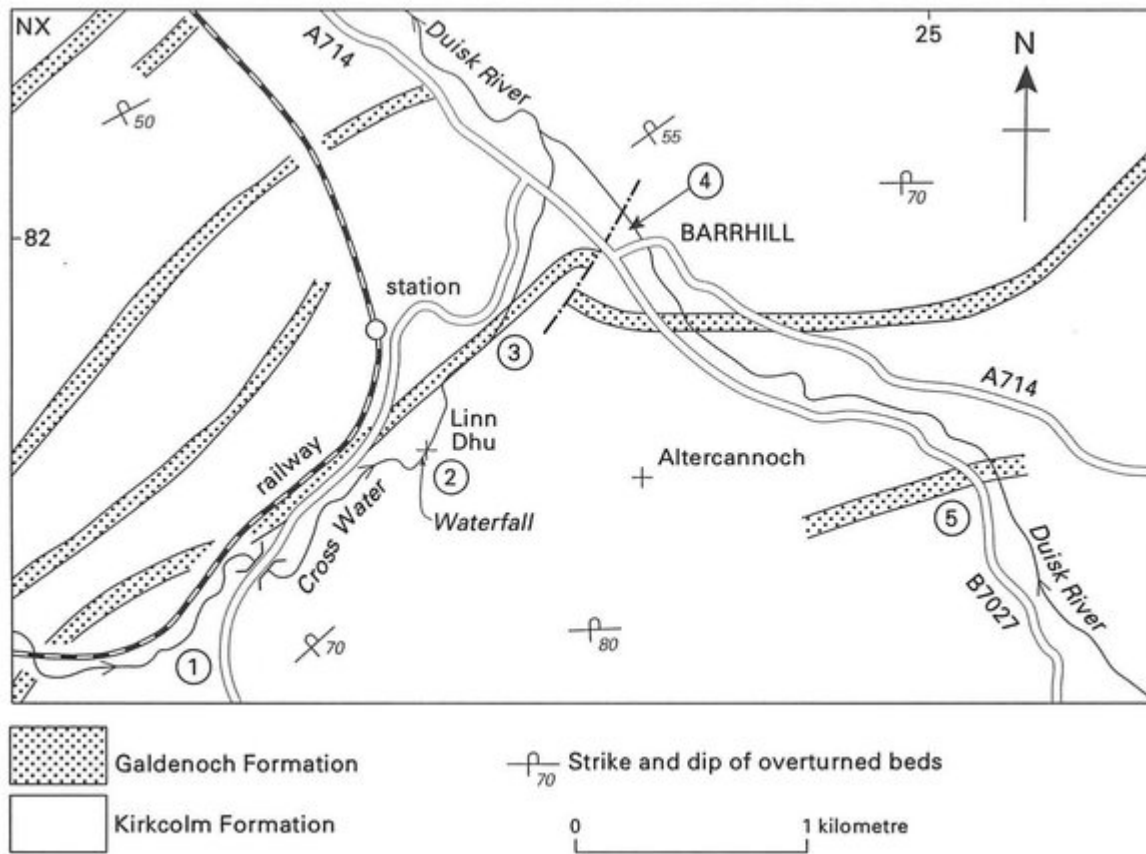 NX
25
A714
Duisk River
N
50
55
70
4
82
BARRHILL
station
3
A714
Linn
Dhu
railway
2
Altercannoch
Waterfall
Cross Water
5
Duisk River
B7027
1
70
80
Galdenoch Formation
70
Strike and dip of overturned beds
Kirkcolm Formation
0
1 kilometre